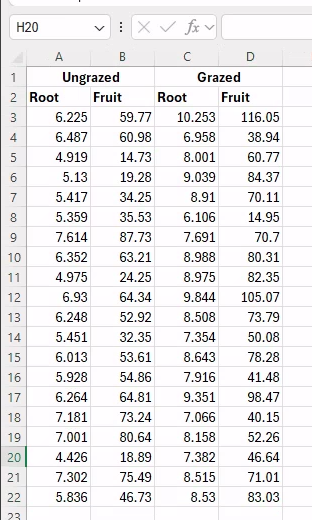 H20 fx
A B C D
1 Ungrazed Grazed
2 Root Fruit Root Fruit
3 6.225 59.77 10.253 116.05
4 6.487 60.98 6.958 38.94
5 4.919 14.73 8.001 60.77
6 5.13 19.28 9.039 84.37
7 5.417 34.25 8.91 70.11
8 5.359 35.53 6.106 14.95
9 7.614 87.73 7.691 70.7
10 6.352 63.21 8.988 80.31
11 4.975 24.25 8.975 82.35
12 6.93 64.34 9.844 105.07
13 6.248 52.92 8.508 73.79
14 5.451 32.35 7.354 50.08
15 6.013 53.61 8.643 78.28
16 5.928 54.86 7.916 41.48
17 6.264 64.81 9.351 98.47
18 7.181 73.24 7.066 40.15
19 7.001 80.64 8.158 52.26
20 4.426 18.89 7.382 46.64
21 7.302 75.49 8.515 71.01
22 5.836 46.73 8.53 83.03
23